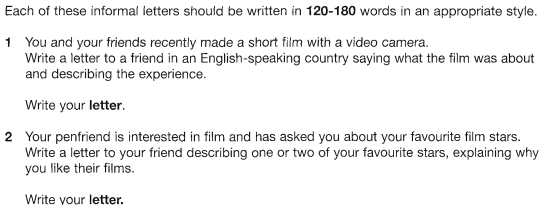 Each of these informal letters should be written in 120-180 words in an appropriate style.
1 You and your friends recently made a short film with a video camera.
Write a letter to a friend in an English-speaking country saying what the film was about
and describing the experience.
Write your letter.
2 Your penfriend is interested in film and has asked you about your favourite film stars.
Write a letter to your friend describing one or two of your favourite stars, explaining why
you like their films.
Write your letter.